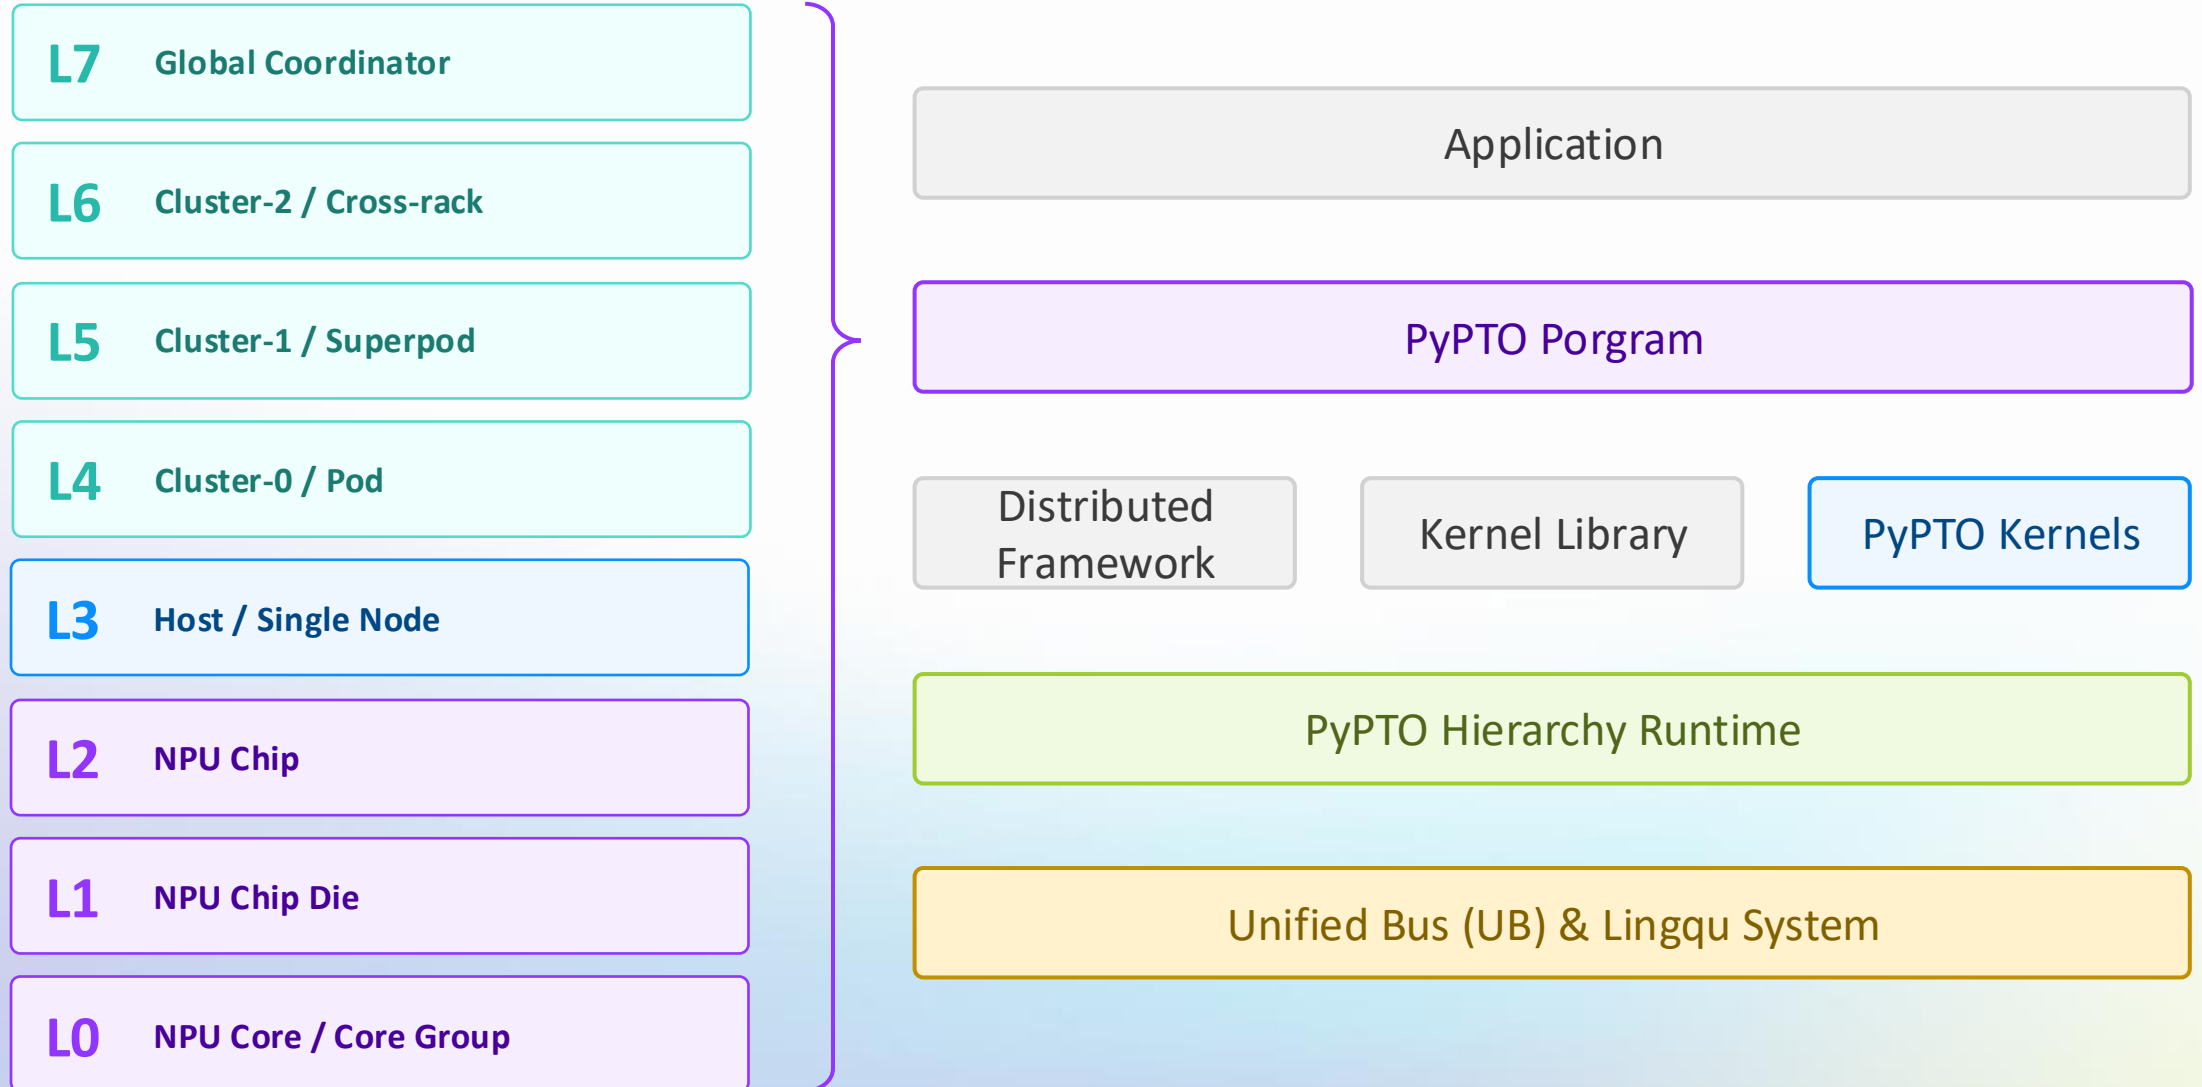 L7 Global Coordinator
L6 Cluster-2 / Cross-rack
L5 Cluster-1 / Superpod
L4 Cluster-0 / Pod
L3 Host / Single Node
L2 NPU Chip
L1 NPU Chip Die
L0 NPU Core / Core Group
Application
PyPTO Porgram
Distributed
Framework
Kernel Library
PyPTO Kernels
PyPTO Hierarchy Runtime
Unified Bus (UB) & Lingqu System